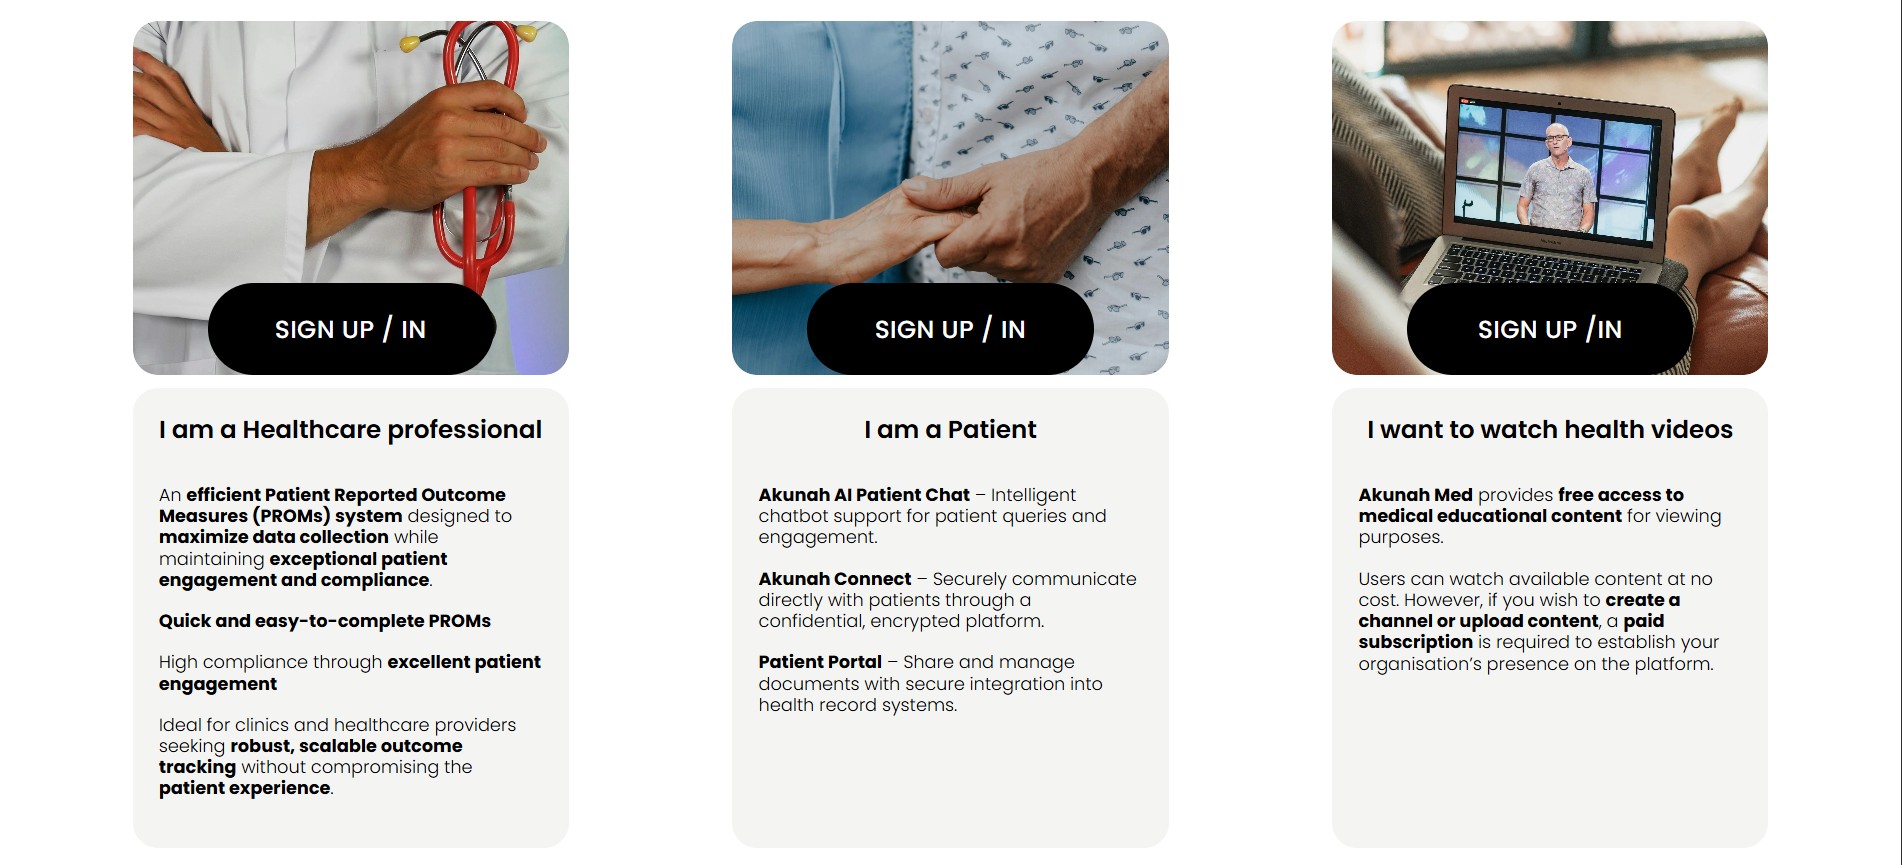 SIGN UP / IN
I am a Healthcare professional
An efficient Patient Reported Outcome
Measures (PROMs) system designed to
maximize data collection while
maintaining exceptional patient
engagement and compliance.
Quick and easy-to-complete PROMs
High compliance through excellent patient
engagement
Ideal for clinics and healthcare providers
seeking robust, scalable outcome
tracking without compromising the
patient experience.
SIGN UP / IN
I am a Patient
Akunah AI Patient Chat – Intelligent
chatbot support for patient queries and
engagement.
Akunah Connect – Securely communicate
directly with patients through a
confidential, encrypted platform.
Patient Portal – Share and manage
documents with secure integration into
health record systems.
SIGN UP /IN
I want to watch health videos
Akunah Med provides free access to
medical educational content for viewing
purposes.
Users can watch available content at no
cost. However, if you wish to create a
channel or upload content, a paid
subscription is required to establish your
organisation’s presence on the platform.